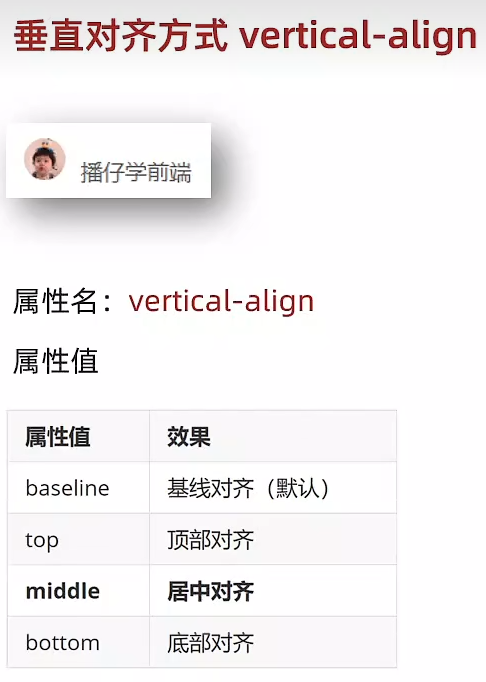 垂直对齐方式 vertical-align
播仔学前端
属性名：vertical-align
属性值
属性值 效果
baseline 基线对齐（默认）
top 顶部对齐
middle 居中对齐
bottom 底部对齐